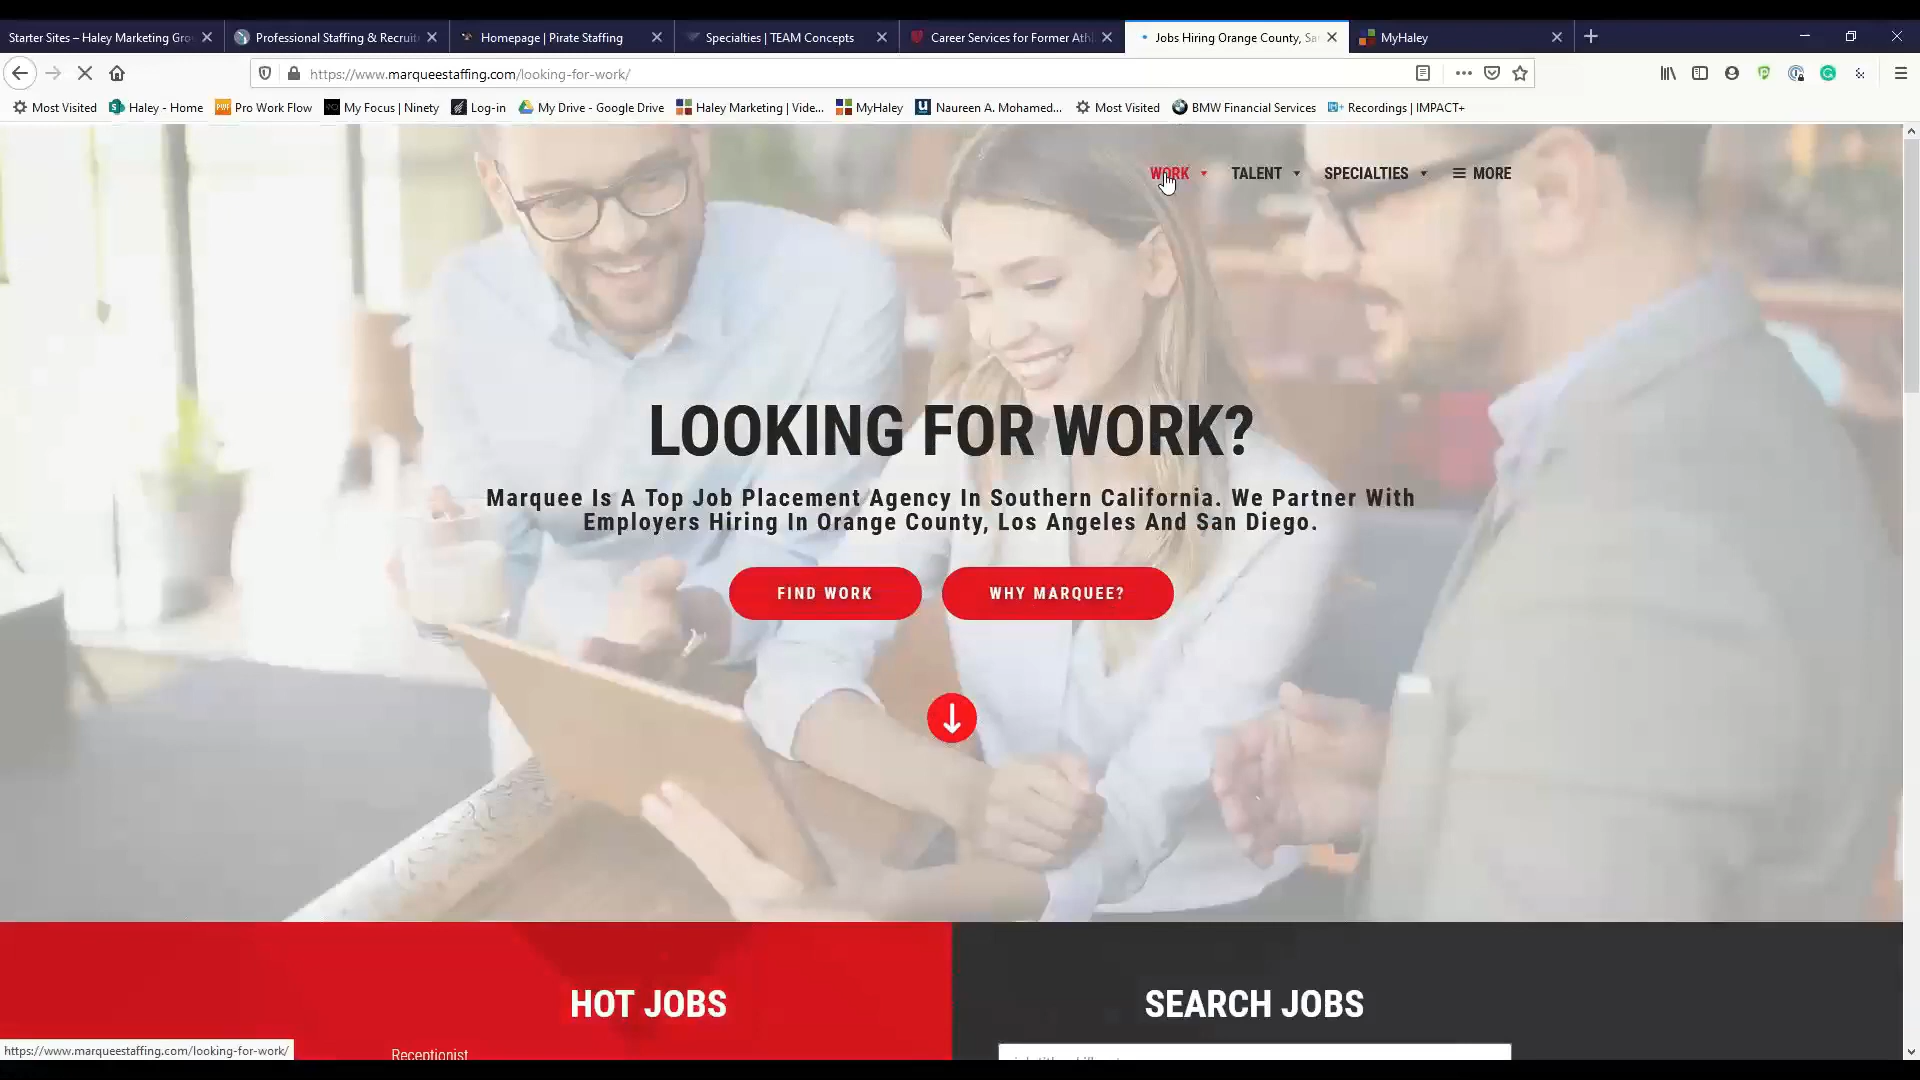 Starter Sites – Haley Marketing Gro
Professional Staffing & Recruit
Homepage | Pirate Staffing
Specialties | TEAM Concepts
Career Services for Former Athl
Jobs Hiring Orange County, Sa
MyHaley
https://www.marqueestaffing.com/looking-for-work/
Most Visited
Haley - Home
Pro Work Flow
My Focus | Ninety
Log-in
My Drive - Google Drive
Haley Marketing | Vide...
MyHaley
Naureen A. Mohamed...
Most Visited
BMW Financial Services
Recordings | IMPACT+
WORK
TALENT
SPECIALTIES
MORE
LOOKING FOR WORK?
Marquee Is A Top Job Placement Agency In Southern California. We Partner With
Employers Hiring In Orange County, Los Angeles And San Diego.
FIND WORK
WHY MARQUEE?
HOT JOBS
SEARCH JOBS
Receptionist
https://www.marqueestaffing.com/looking-for-work/